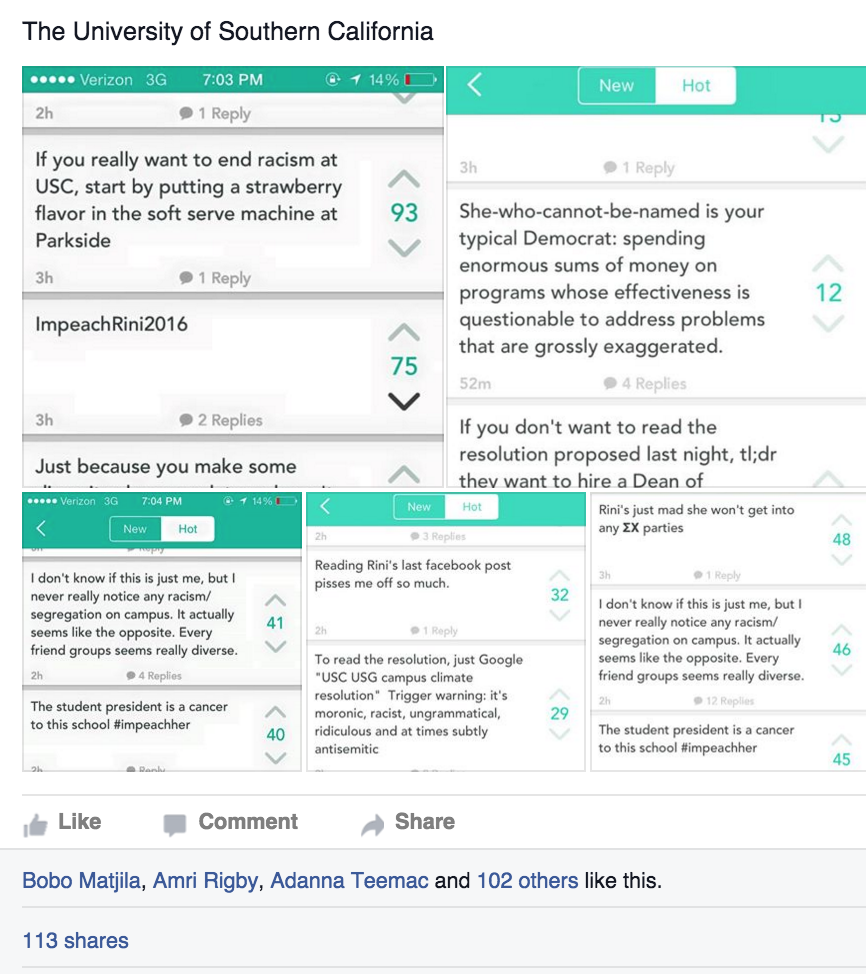 The University of Southern California
Verizon 3G 7:03 PM 14%
2h 1 Reply
If you really want to end racism at
USC, start by putting a strawberry
flavor in the soft serve machine at
Parkside
93
3h 1 Reply
ImpeachRini2016
75
3h 2 Replies
Just because you make some
New Hot
3h 1 Reply
She-who-cannot-be-named is your
typical Democrat: spending
enormous sums of money on
programs whose effectiveness is
questionable to address problems
that are grossly exaggerated.
12
52m 4 Replies
If you don't want to read the
resolution proposed last night, tl;dr
they want to hire a Dean of
Verizon 3G 7:04 PM 14%
New Hot
I don't know if this is just me, but I
never really notice any racism/
segregation on campus. It actually
seems like the opposite. Every
friend groups seems really diverse.
41
2h 4 Replies
The student president is a cancer
to this school #impeachher
40
2h Reply
New Hot
2h 3 Replies
Reading Rini's last facebook post
pisses me off so much.
32
2h 1 Reply
To read the resolution, just Google
"USC USG campus climate
resolution" Trigger warning: it's
moronic, racist, ungrammatical,
ridiculous and at times subtly
antisemitic
29
Rini's just mad she won't get into
any ΣX parties
48
3h 1 Reply
I don't know if this is just me, but I
never really notice any racism/
segregation on campus. It actually
seems like the opposite. Every
friend groups seems really diverse.
46
2h 12 Replies
The student president is a cancer
to this school #impeachher
45
Like Comment Share
Bobo Matjila, Amri Rigby, Adanna Teemac and 102 others like this.
113 shares